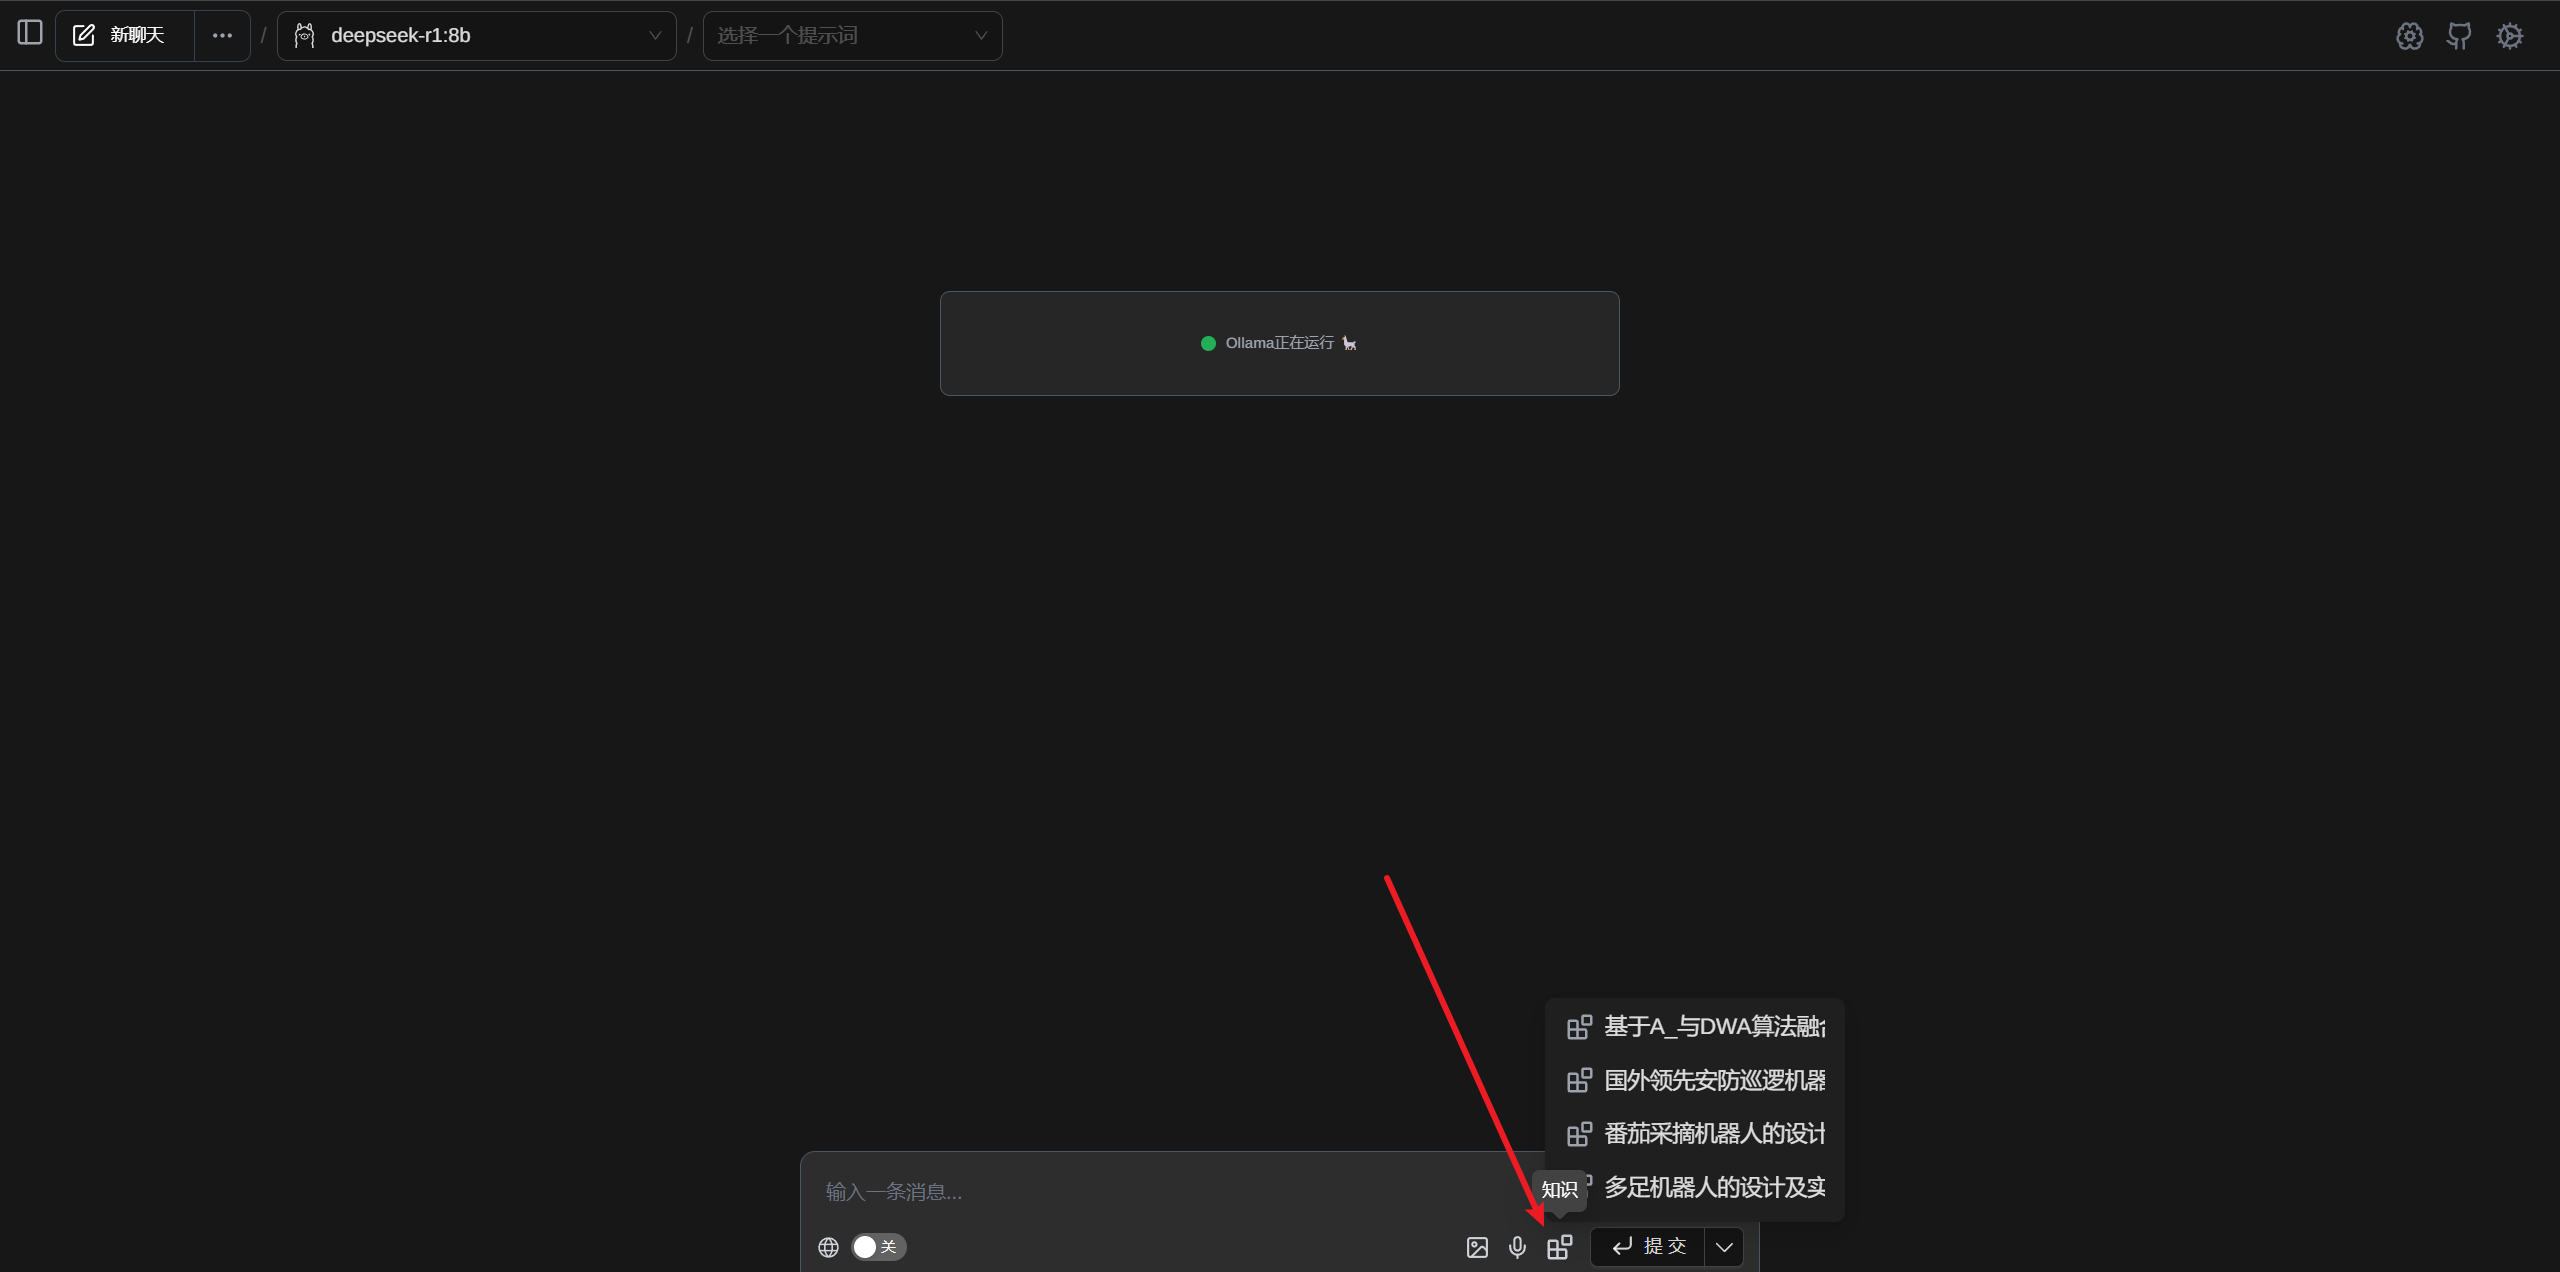 新聊天
deepseek-r1:8b
选择一个提示词
Ollama正在运行
基于A_与DWA算法融
国外领先安防巡逻机器
番茄采摘机器人的设计
多足机器人的设计及实
知识
输入一条消息...
关
提交